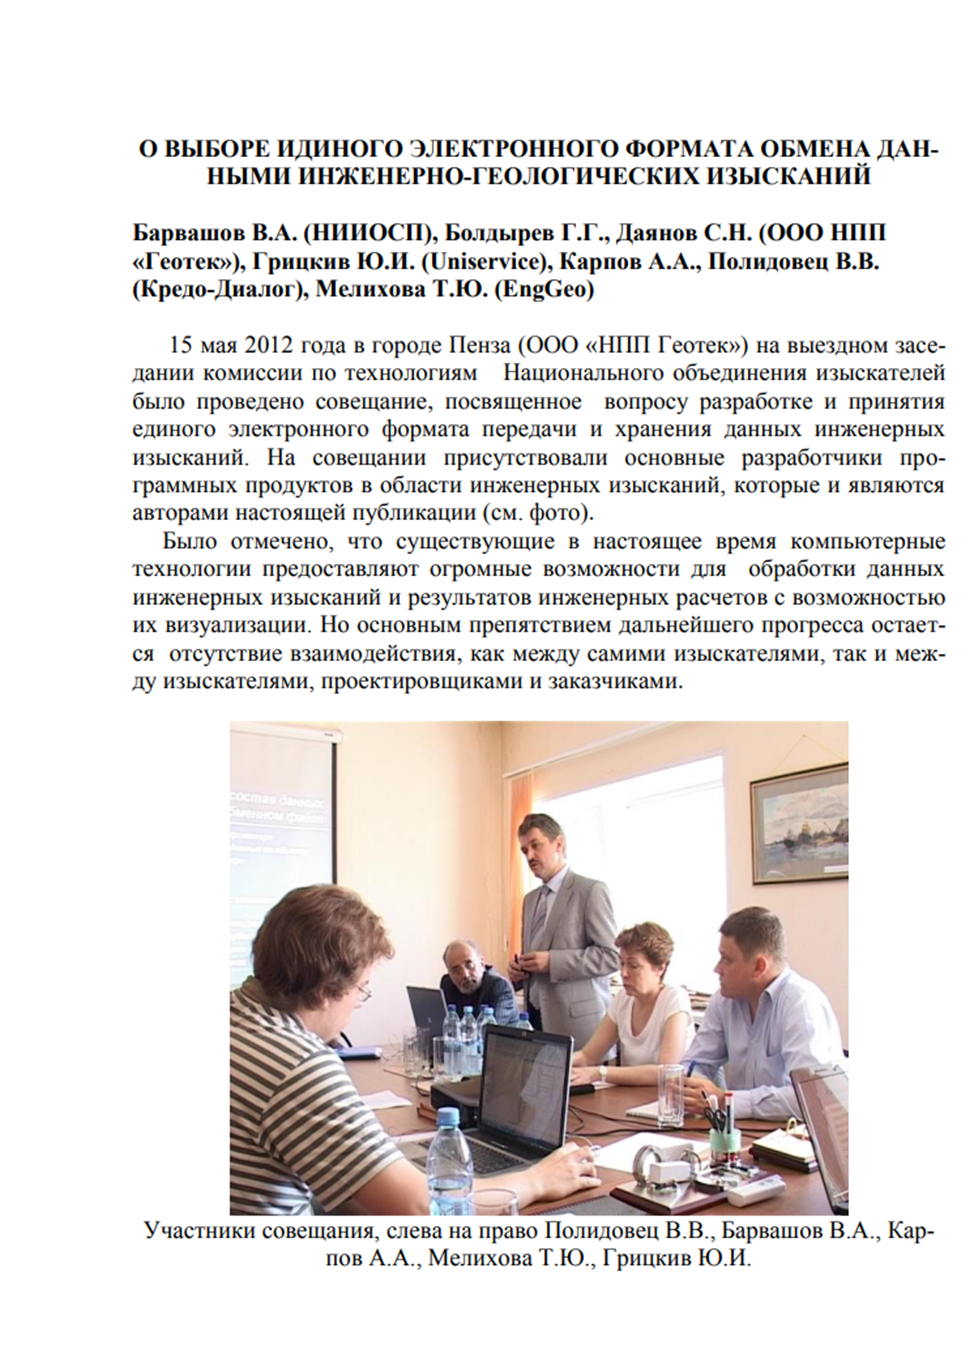 О ВЫБОРЕ ИДИНОГО ЭЛЕКТРОННОГО ФОРМАТА ОБМЕНА ДАН-
НЫМИ ИНЖЕНЕРНО-ГЕОЛОГИЧЕСКИХ ИЗЫСКАНИЙ
Барвашов В.А. (НИИОСП), Болдырев Г.Г., Даянов С.Н. (ООО НПП
«Геотек»), Грицкив Ю.И. (Uniservice), Карпов А.А., Полидовец В.В.
(Кредо-Диалог), Мелихова Т.Ю. (EngGeo)
15 мая 2012 года в городе Пенза (ООО «НПП Геотек») на выездном засе-
дании комиссии по технологиям Национального объединения изыскателей
было проведено совещание, посвященное вопросу разработке и принятия
единого электронного формата передачи и хранения данных инженерных
изысканий. На совещании присутствовали основные разработчики про-
граммных продуктов в области инженерных изысканий, которые и являются
авторами настоящей публикации (см. фото).
Было отмечено, что существующие в настоящее время компьютерные
технологии предоставляют огромные возможности для обработки данных
инженерных изысканий и результатов инженерных расчетов с возможностью
их визуализации. Но основным препятствием дальнейшего прогресса остает-
ся отсутствие взаимодействия, как между самими изыскателями, так и меж-
ду изыскателями, проектировщиками и заказчиками.
состав данных
обменном файле
Участники совещания, слева на право Полидовец В.В., Барвашов В.А., Кар-
пов А.А., Мелихова Т.Ю., Грицкив Ю.И.